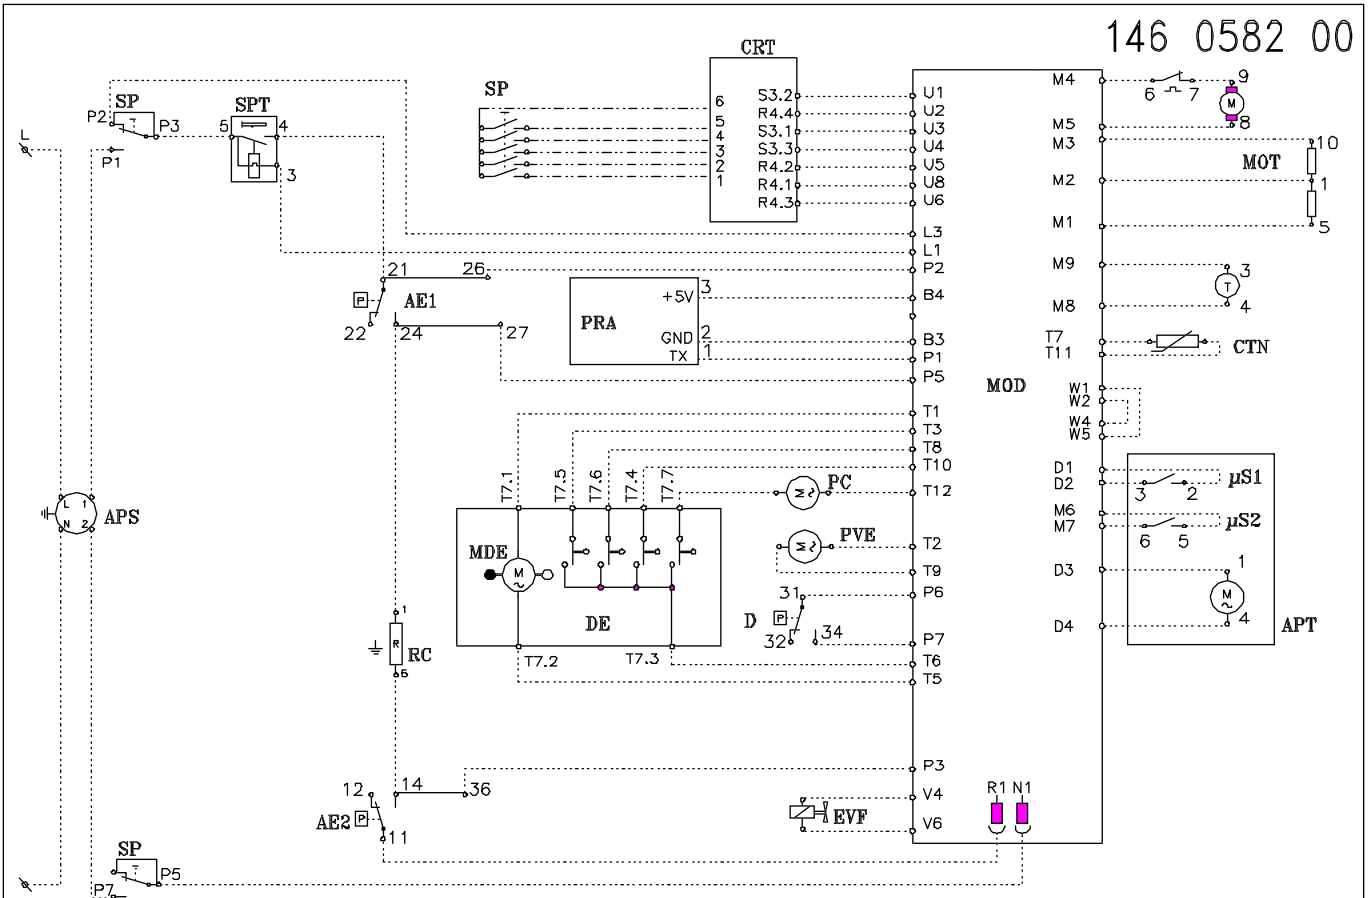 146 0582 00
CRT
SP
6
5
4
3
2
1
S3.2
R4.4
S3.1
S3.3
R4.2
R4.1
R4.3
U1
U2
U3
U4
U5
U8
U6
L3
L1
P2
B4
B3
P1
P5
T1
T3
T8
T10
T12
T2
T9
P6
P7
T6
T5
P3
V4
V6
MOD
R1 N1
M4
M5
M3
M2
M1
M9
M8
T7
T11
W1
W2
W4
W5
D1
D2
M6
M7
D3
D4
6 7
9
M
8
MOT
10
1
5
3
T
4
CTN
3 2
µS1
6 5
µS2
1
M
4
APT
L
SP
P2 P3
P1
SPT
5 4
3
21 26
P AE1
22 24 27
PRA
+5V 3
GND 2
TX 1
T7.1
T7.5
T7.6
T7.4
T7.7
MDE
M
DE
T7.2 T7.3
M PC
M PVE
31
D P
32 34
L 1
N 2
APS
1
R RC
5
12 14 36
AE2 P
11
EVF
SP
P7 P5